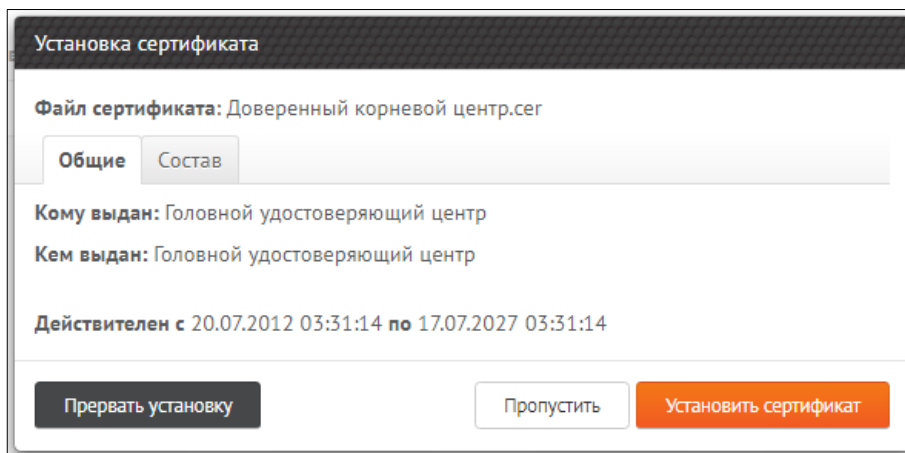 Установка сертификата
Файл сертификата: Доверенный корневой центр.cer
Общие Состав
Кому выдан: Головной удостоверяющий центр
Кем выдан: Головной удостоверяющий центр
Действителен с 20.07.2012 03:31:14 по 17.07.2027 03:31:14
Прервать установку Пропустить Установить сертификат